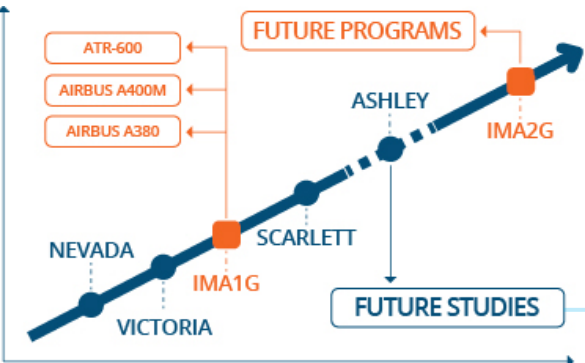 FUTURE PROGRAMS
ATR-600
AIRBUS A400M
AIRBUS A380
ASHLEY
IMA2G
NEVADA
SCARLETT
IMA1G
VICTORIA
FUTURE STUDIES